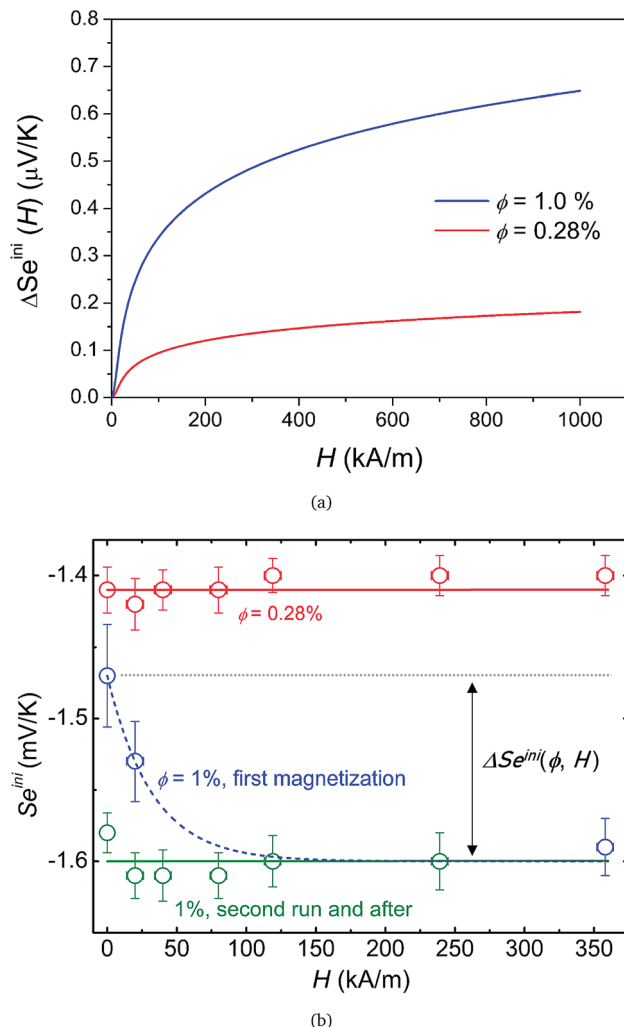 0.8
0.7
0.6
0.5
0.4
0.3
0.2
0.1
0.0
ΔSe^ini (H) (μV/K)
ϕ = 1.0 %
ϕ = 0.28%
0 200 400 600 800 1000
H (kA/m)
(a)
-1.4
-1.5
-1.6
Se^ini (mV/K)
ϕ = 0.28%
ΔSe^ini(ϕ, H)
ϕ = 1%, first magnetization
1%, second run and after
0 50 100 150 200 250 300 350
H (kA/m)
(b)